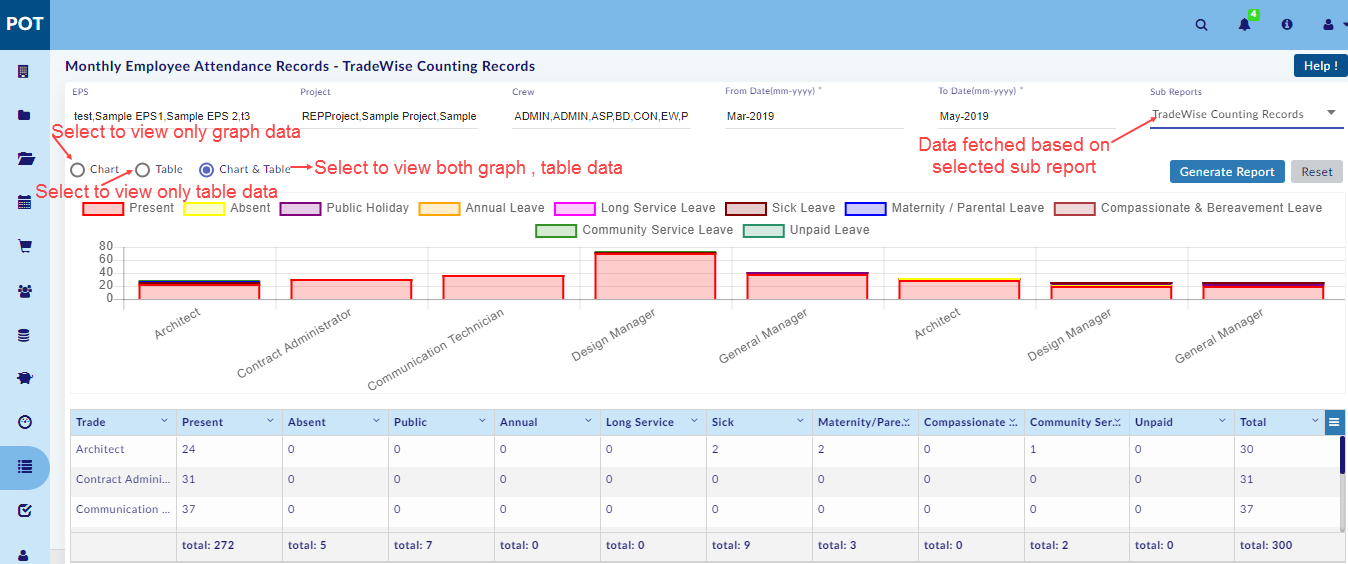 POT
4
Monthly Employee Attendance Records - TradeWise Counting Records
Help !
EPS Project Crew From Date(mm-yyyy) * To Date(mm-yyyy) * Sub Reports
test,Sample EPS1,Sample EPS 2,t3 REPProject,Sample Project,Sample ADMIN,ADMIN,ASP,BD,CON,EW,P Mar-2019 May-2019 TradeWise Counting Records
Select to view only graph data
Data fetched based on
selected sub report
Chart Table Chart & Table
Select to view both graph , table data
Generate Report Reset
Select to view only table data
Present Absent Public Holiday Annual Leave Long Service Leave Sick Leave Maternity / Parental Leave Compassionate & Bereavement Leave
Community Service Leave Unpaid Leave
80
60
40
20
0
Architect Contract Administrator Communication Technician Design Manager General Manager Architect Design Manager General Manager
Trade Present Absent Public Annual Long Service Sick Maternity/Pare... Compassionate ... Community Ser... Unpaid Total
Architect 24 0 0 0 0 2 2 0 1 0 30
Contract Admini... 31 0 0 0 0 0 0 0 0 0 31
Communication ... 37 0 0 0 0 0 0 0 0 0 37
total: 272 total: 5 total: 7 total: 0 total: 0 total: 9 total: 3 total: 0 total: 2 total: 0 total: 300